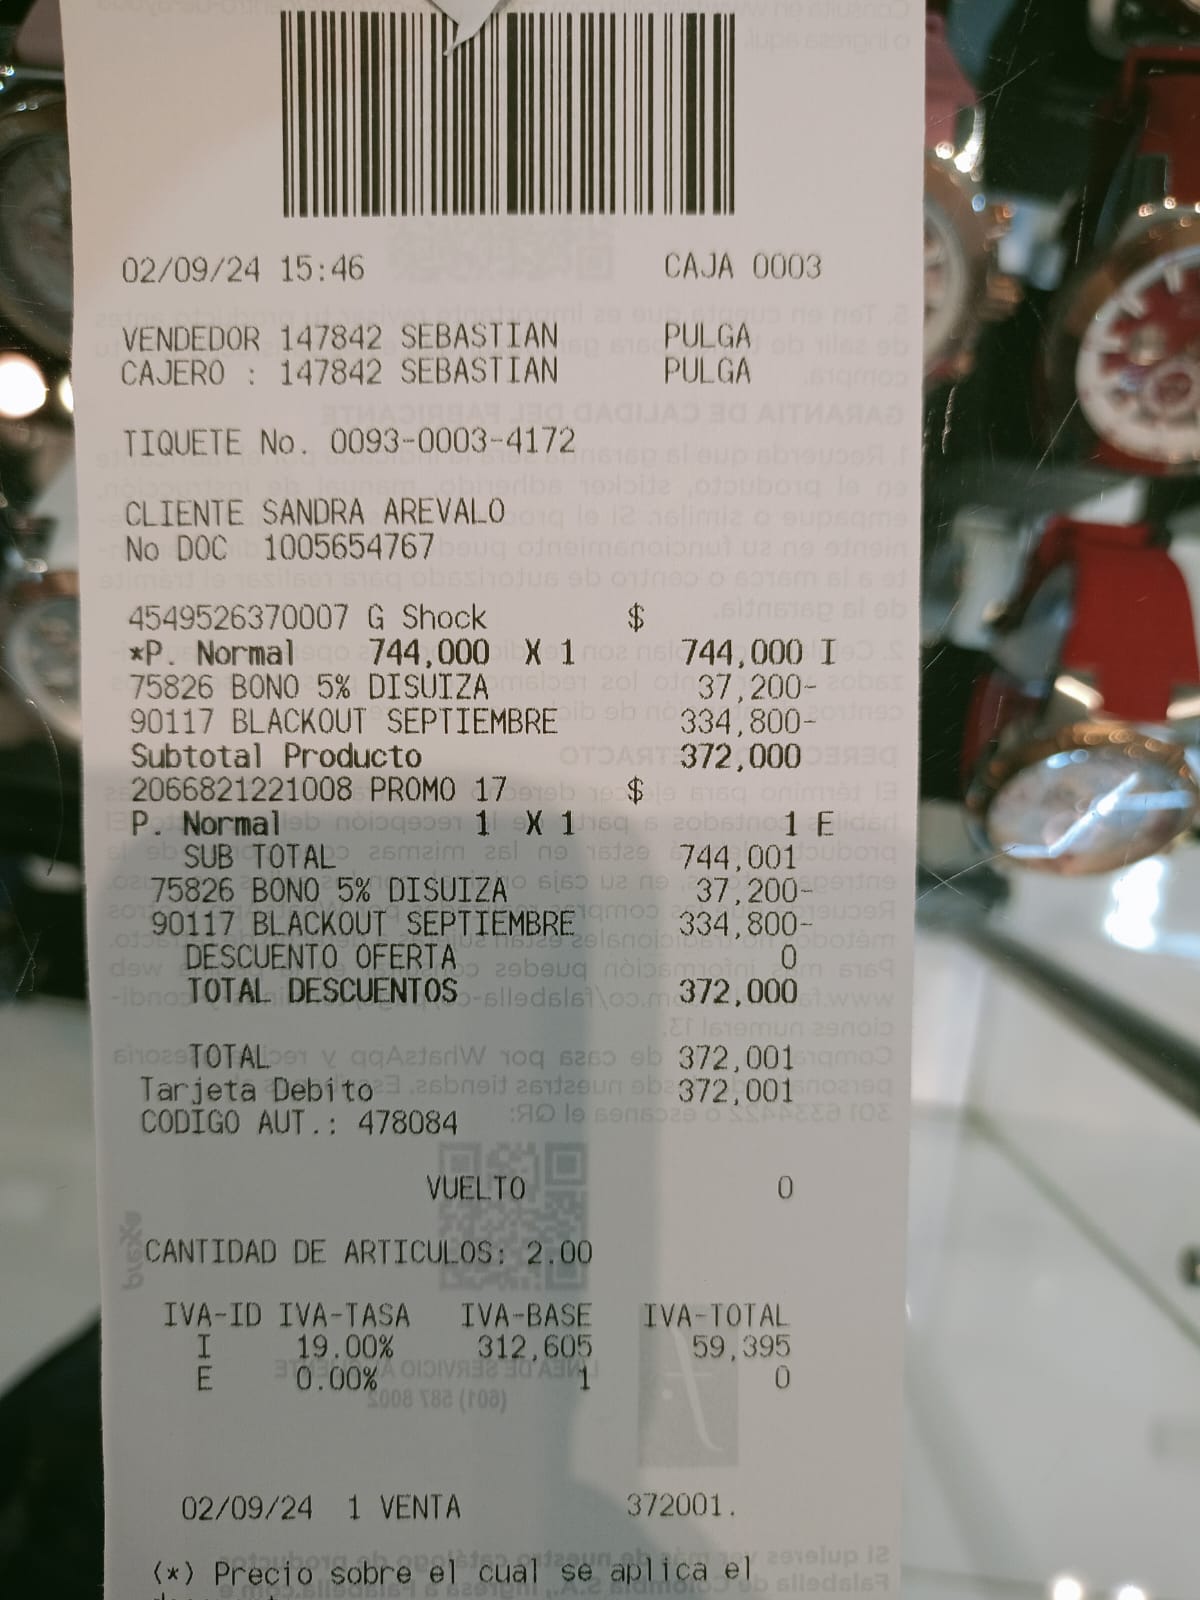 02/09/24 15:46 CAJA 0003
VENDEDOR 147842 SEBASTIAN PULGA
CAJERO : 147842 SEBASTIAN PULGA
TIQUETE No. 0093-0003-4172
CLIENTE SANDRA AREVALO
No DOC 1005654767
4549526370007 G Shock $
*P. Normal 744,000 X 1 744,000 I
75826 BONO 5% DISUIZA 37,200-
90117 BLACKOUT SEPTIEMBRE 334,800-
Subtotal Producto 372,000
2066821221008 PROMO 17 $
P. Normal 1 X 1 1 E
SUB TOTAL 744,001
75826 BONO 5% DISUIZA 37,200-
90117 BLACKOUT SEPTIEMBRE 334,800-
DESCUENTO OFERTA 0
TOTAL DESCUENTOS 372,000
TOTAL 372,001
Tarjeta Debito 372,001
CODIGO AUT.: 478084
VUELTO 0
CANTIDAD DE ARTICULOS: 2.00
IVA-ID IVA-TASA IVA-BASE IVA-TOTAL
I 19.00% 312,605 59,395
E 0.00% 1 0
02/09/24 1 VENTA 372001.
(*) Precio sobre el cual se aplica el